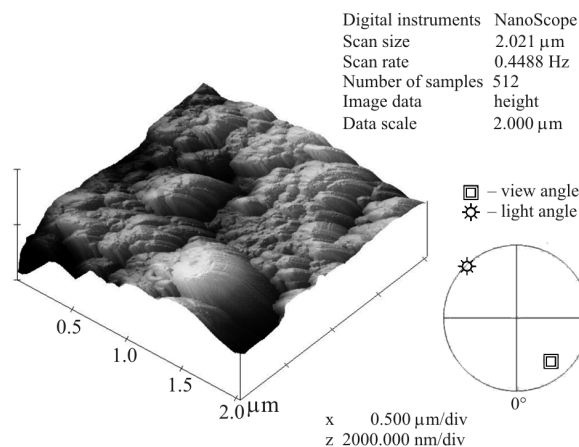 Digital instruments NanoScope
Scan size 2.021 μm
Scan rate 0.4488 Hz
Number of samples 512
Image data height
Data scale 2.000 μm
– view angle
– light angle
0.5
1.0
1.5
2.0
μm
0°
x 0.500 μm/div
z 2000.000 nm/div